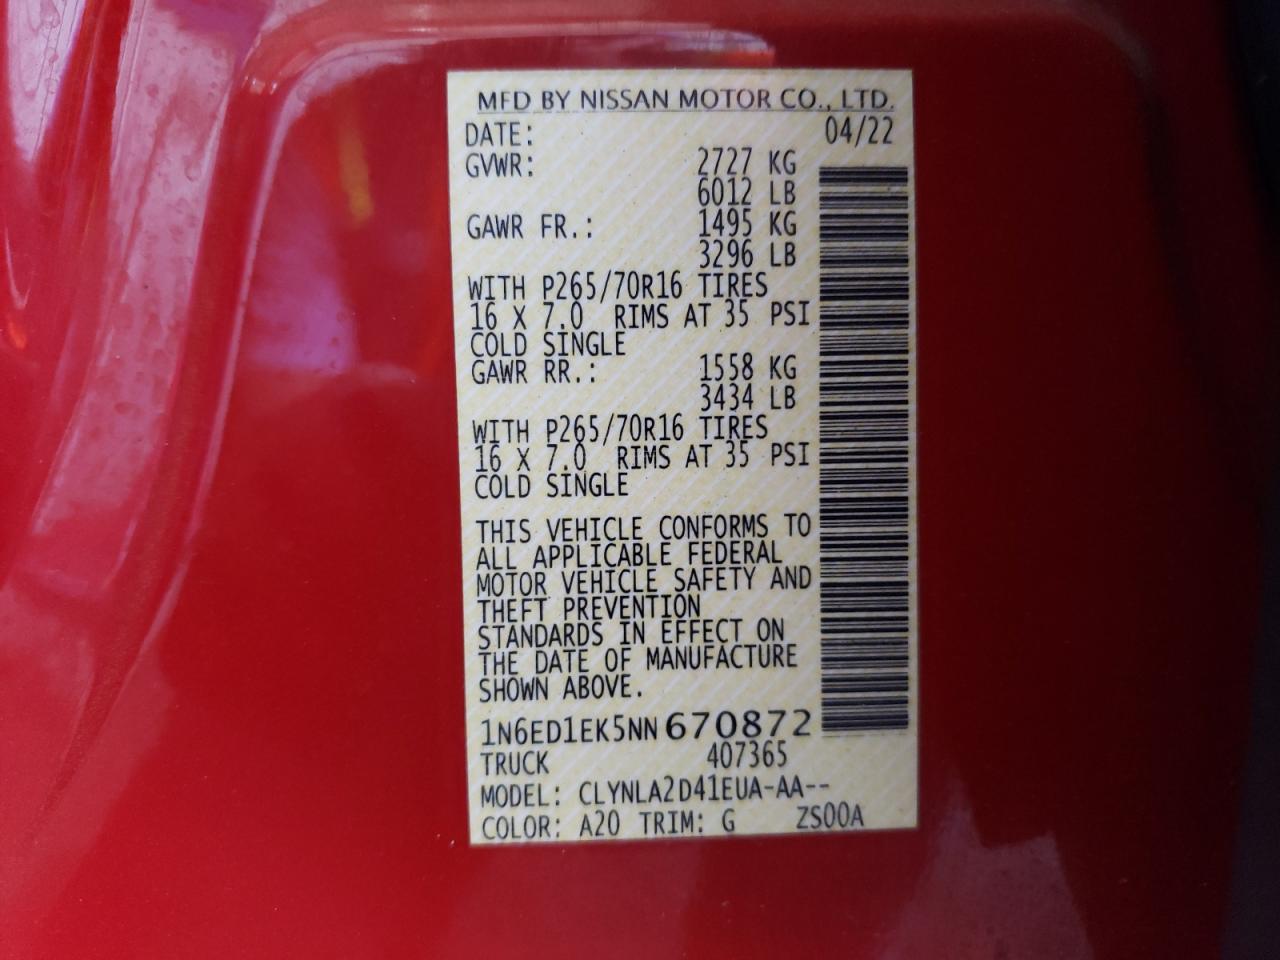 MFD BY NISSAN MOTOR CO., LTD.
DATE: 04/22
GVWR: 2727 KG
6012 LB
GAWR FR.: 1495 KG
3296 LB
WITH P265/70R16 TIRES
16 X 7.0 RIMS AT 35 PSI
COLD SINGLE
GAWR RR.: 1558 KG
3434 LB
WITH P265/70R16 TIRES
16 X 7.0 RIMS AT 35 PSI
COLD SINGLE
THIS VEHICLE CONFORMS TO
ALL APPLICABLE FEDERAL
MOTOR VEHICLE SAFETY AND
THEFT PREVENTION
STANDARDS IN EFFECT ON
THE DATE OF MANUFACTURE
SHOWN ABOVE.
1N6ED1EK5NN670872
TRUCK 407365
MODEL: CLYNLA2D41EUA-AA--
COLOR: A20 TRIM: G ZS00A